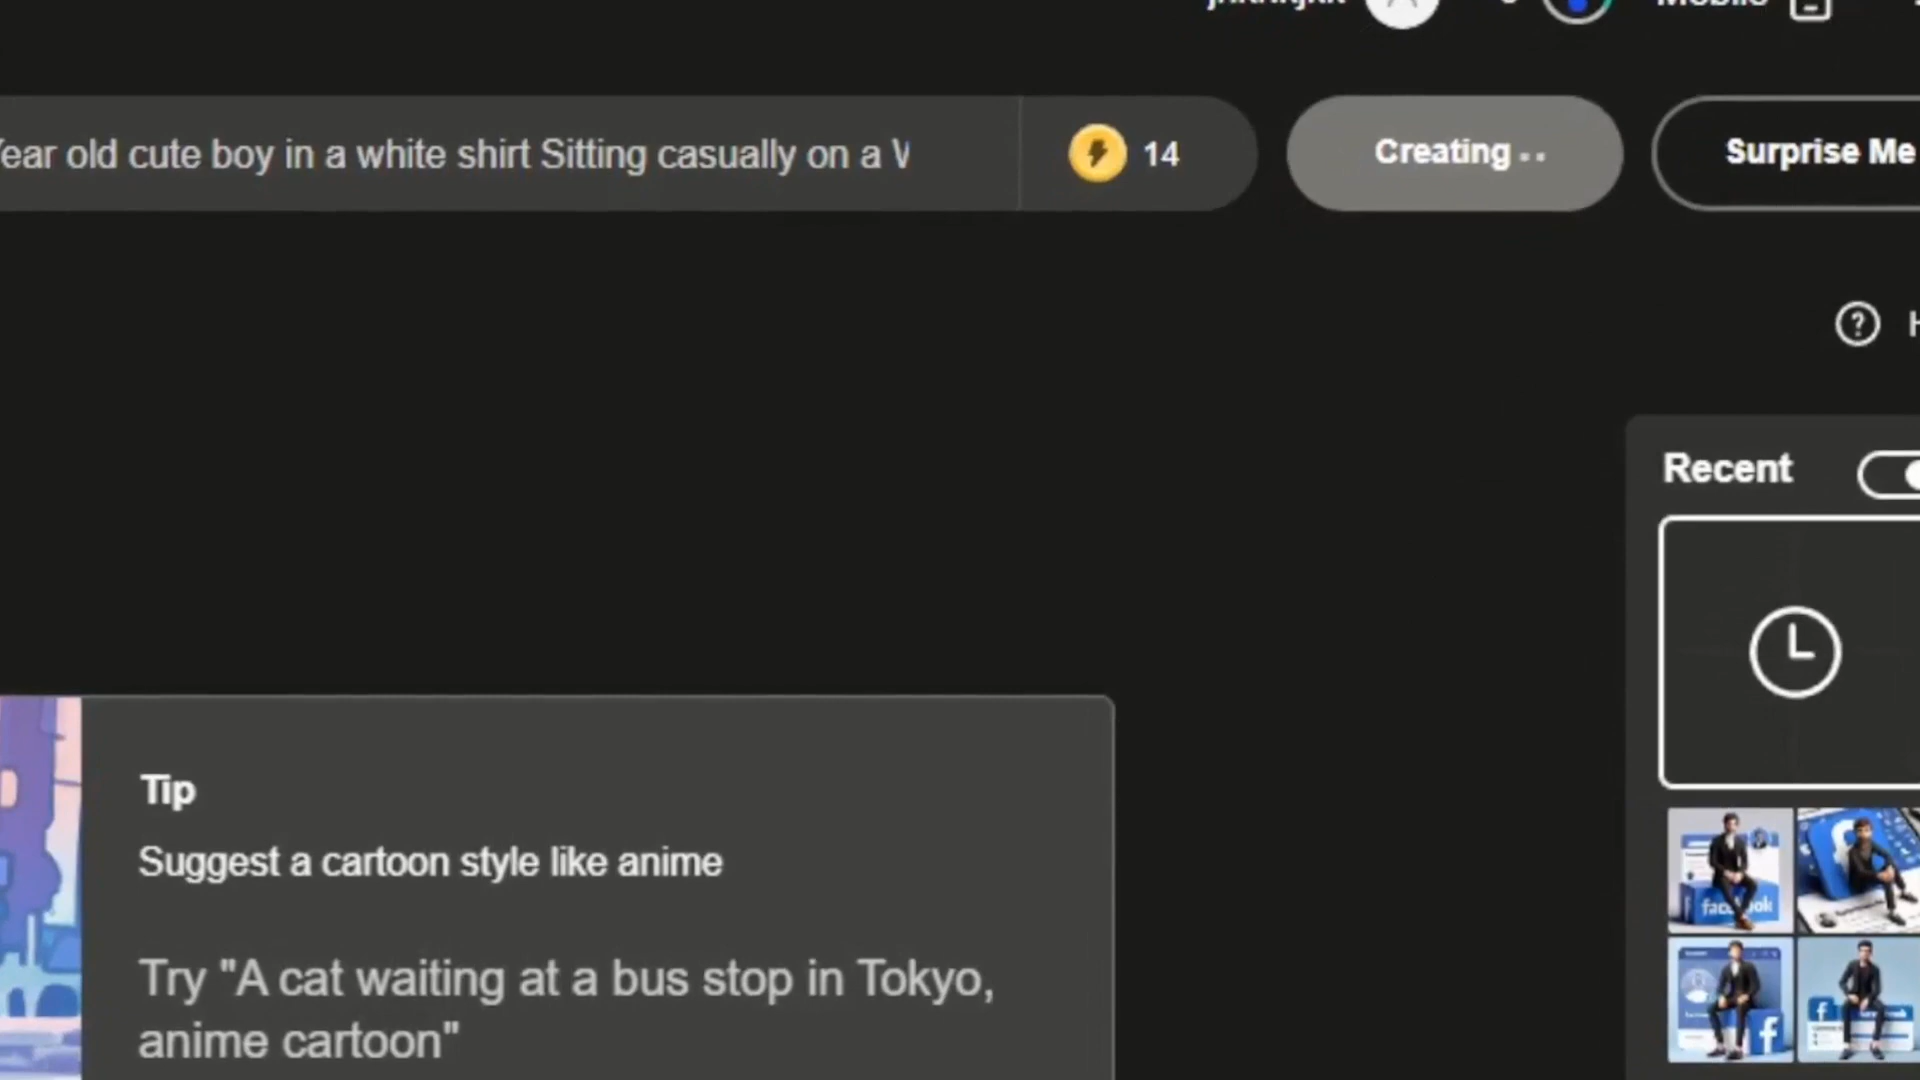 ear old cute boy in a white shirt Sitting casually on a
14
Creating
Surprise Me
Recent
Tip
Suggest a cartoon style like anime
Try "A cat waiting at a bus stop in Tokyo,
anime cartoon"